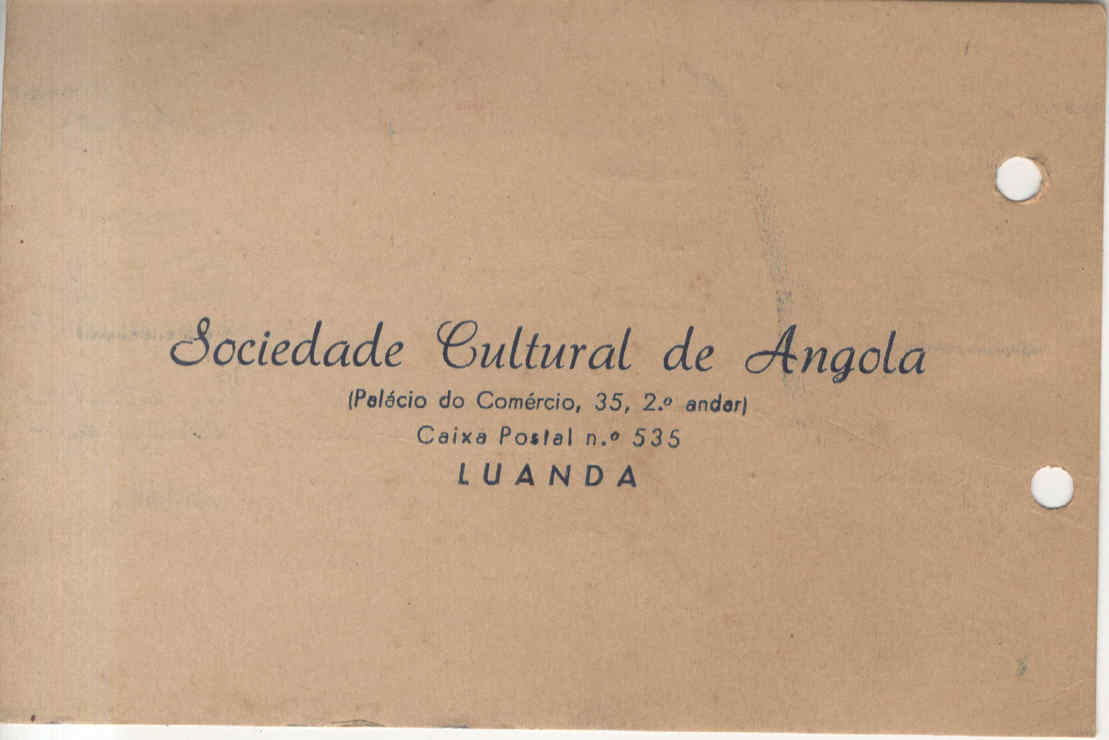 Sociedade Cultural de Angola
(Palácio do Comércio, 35, 2.º andar)
Caixa Postal n.º 535
LUANDA